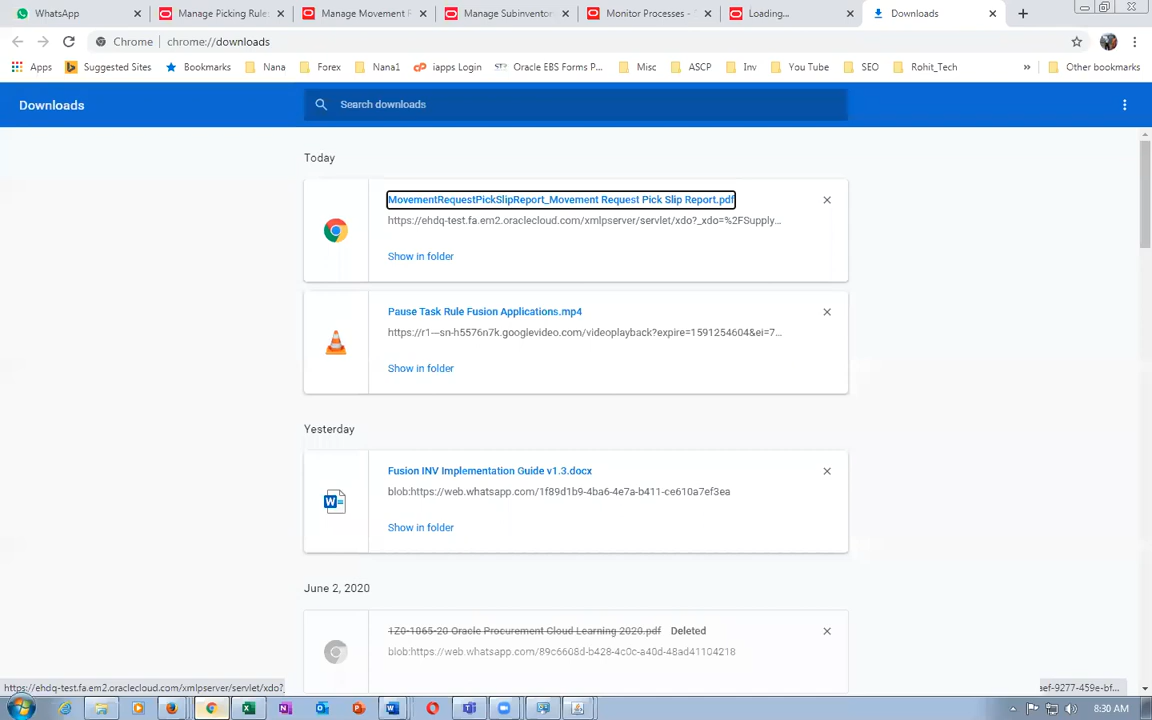 WhatsApp
Manage Picking Rule
Manage Movement R
Manage Subinventor
Monitor Processes -
Loading...
Downloads
Chrome
chrome://downloads
Apps
Suggested Sites
Bookmarks
Nana
Forex
Nana1
iapps Login
Oracle EBS Forms P...
Misc
ASCP
Inv
You Tube
SEO
Rohit_Tech
»
Other bookmarks
Downloads
Search downloads
Today
MovementRequestPickSlipReport_Movement Request Pick Slip Report.pdf
https://ehdq-test.fa.em2.oraclecloud.com/xmlpserver/servlet/xdo?_xdo=%2FSupply...
Show in folder
Pause Task Rule Fusion Applications.mp4
https://r1---sn-h5576n7k.googlevideo.com/videoplayback?expire=1591254604&ei=7...
Show in folder
Yesterday
Fusion INV Implementation Guide v1.3.docx
blob:https://web.whatsapp.com/1f89d1b9-4ba6-4e7a-b411-ce610a7ef3ea
Show in folder
June 2, 2020
1Z0-1065-20 Oracle Procurement Cloud Learning 2020.pdf Deleted
blob:https://web.whatsapp.com/89c6608d-b428-4c0c-a40d-48ad41104218
https://ehdq-test.fa.em2.oraclecloud.com/xmlpserver/servlet/xdo?
aef-9277-459e-bf...
8:30 AM